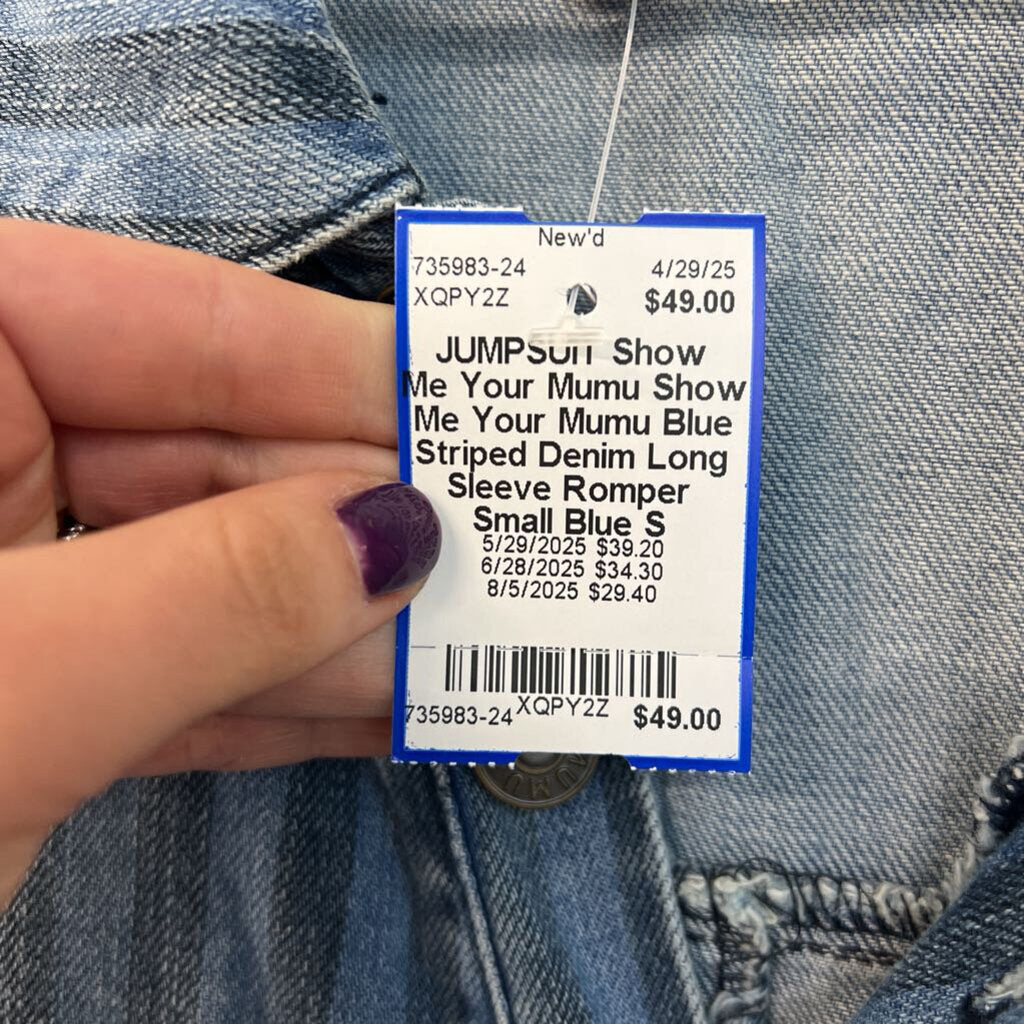 New'd
735983-24 4/29/25
XQPY2Z $49.00
JUMPSUIT Show
Me Your Mumu Show
Me Your Mumu Blue
Striped Denim Long
Sleeve Romper
Small Blue S
5/29/2025 $39.20
6/28/2025 $34.30
8/5/2025 $29.40
735983-24 XQPY2Z $49.00
MUMU